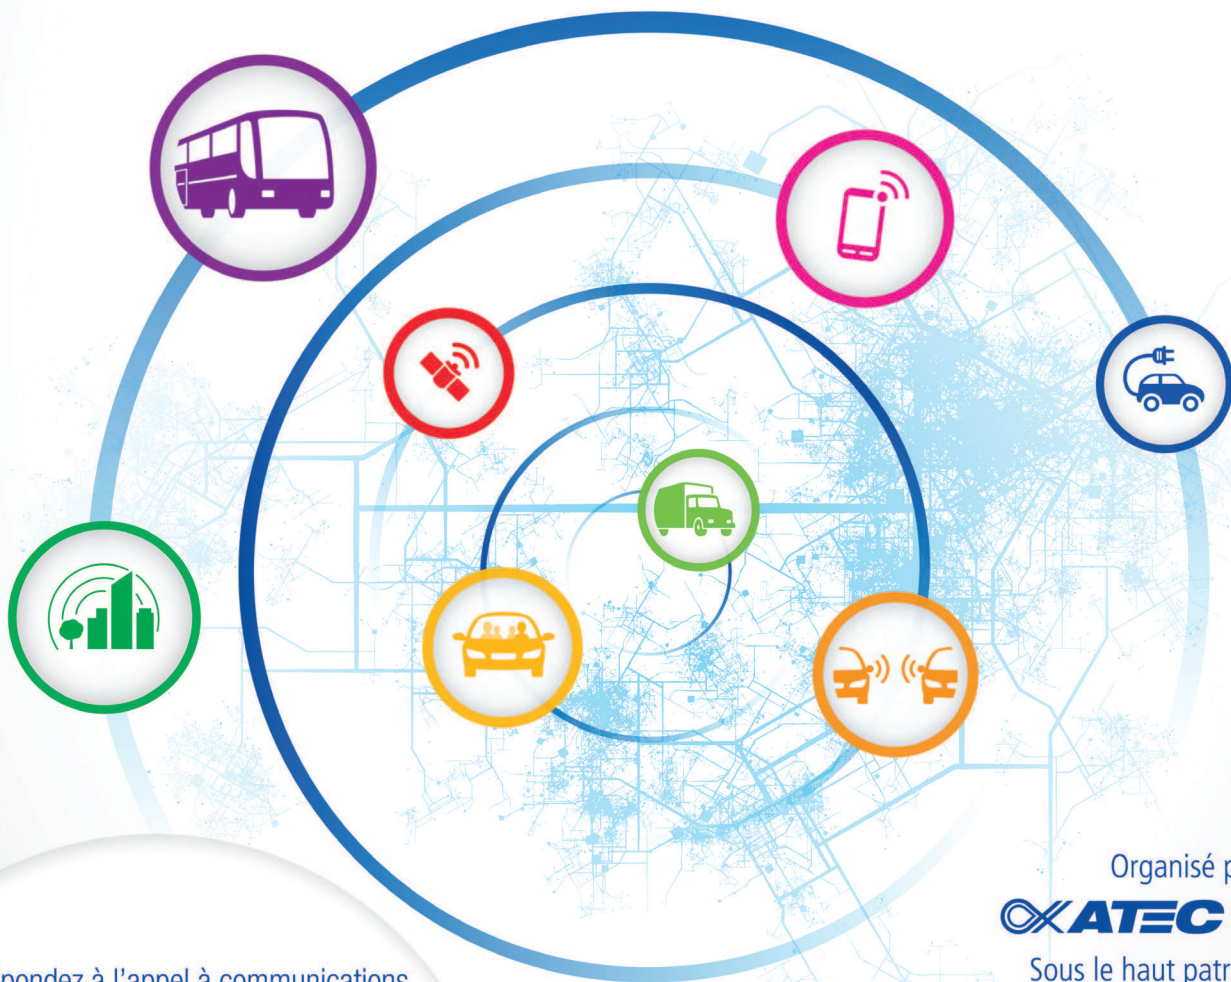 Organisé p
ATEC
Sous le haut patr
pondez à l'appel à communications